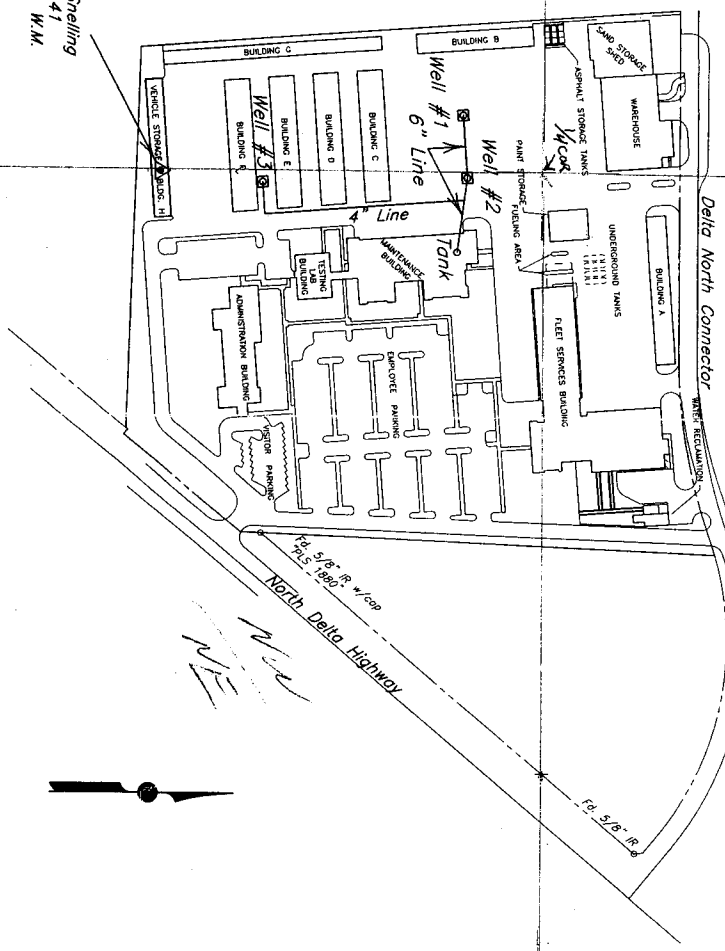 Snelling
41
W.M.
BUILDING G
BUILDING B
VEHICLE STORAGE BLDG. H
BUILDING E
BUILDING D
BUILDING C
SAND STORAGE
SHED
WAREHOUSE
ASPHALT STORAGE TANKS
1/4 COR
PAINT STORAGE
FUELING AREA
UNDERGROUND TANKS
BUILDING A
Delta North Connector
WATER RECLAMATION
Well #1
6" Line
Well #2
Well #3
4" Line
Tank
MAINTENANCE
BUILDING
TESTING
LAB
BUILDING
ADMINISTRATION BUILDING
VISITOR PARKING
EMPLOYEE PARKING
FLEET SERVICES BUILDING
Fd. 5/8" IR w/cap
"PLS 1880"
North Delta Highway
Fd. 5/8" IR
NW
NE